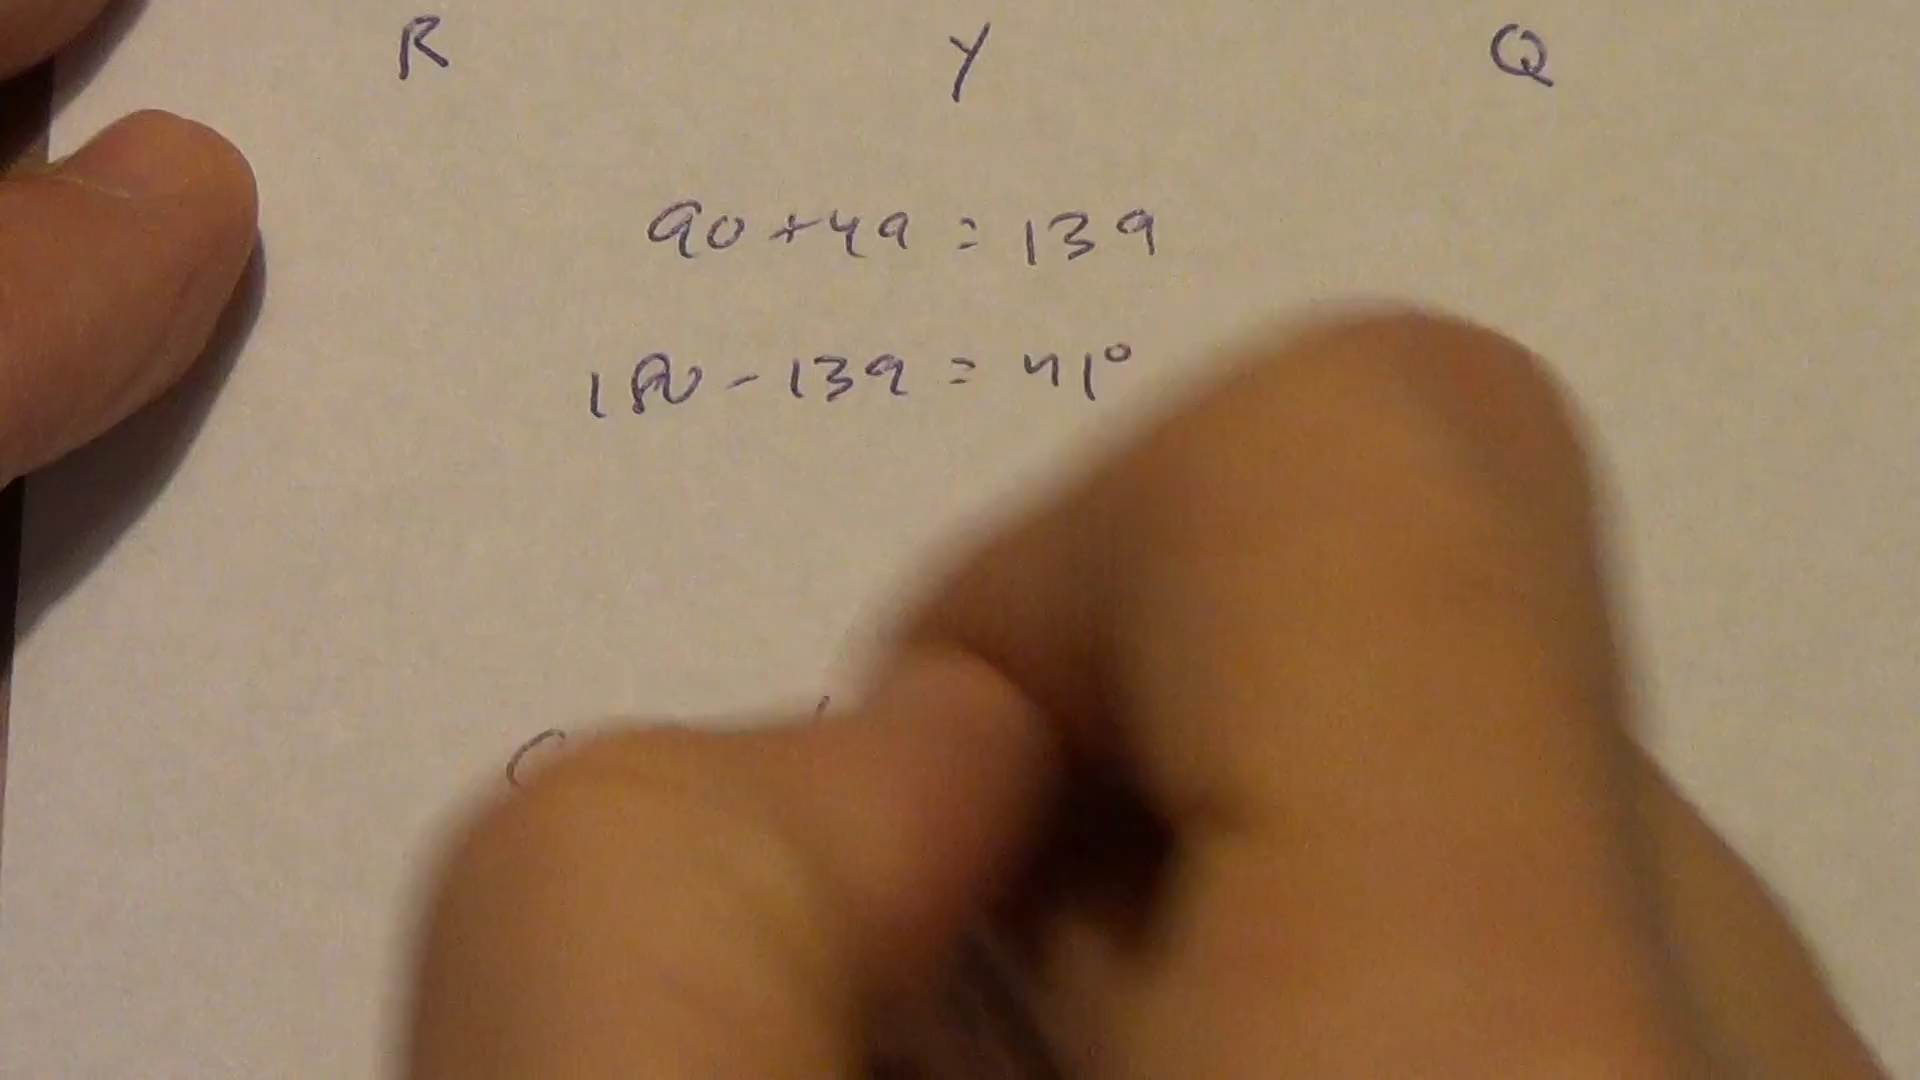 R Y Q
90 + 49 = 139
180 - 139 = 41°